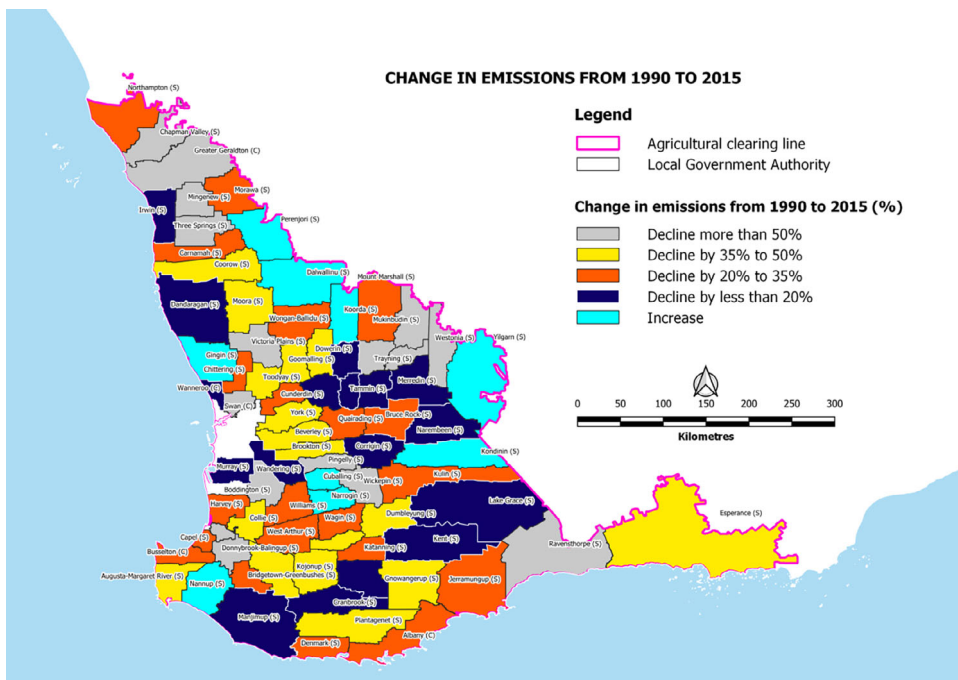 CHANGE IN EMISSIONS FROM 1990 TO 2015
Legend
Agricultural clearing line
Local Government Authority
Change in emissions from 1990 to 2015 (%)
Decline more than 50%
Decline by 35% to 50%
Decline by 20% to 35%
Decline by less than 20%
Increase
0 50 100 150 200 250 300
Kilometres
Northampton (S)
Chapman Valley (S)
Greater Geraldton (C)
Morawa (S)
Mingenew (S)
Irwin (S)
Perenjori (S)
Three Springs (S)
Carnamah (S)
Coorow (S)
Dalwallinu (S)
Mount Marshall (S)
Dandaragan (S)
Moora (S)
Koorda (S)
Wongan-Ballidu (S)
Mukinbudin (S)
Westonia (S)
Yilgarn (S)
Victoria Plains (S)
Dowerin (S)
Gingin (S)
Goomalling (S)
Trayning (S)
Chittering (S)
Toodyay (S)
Merredin (S)
Wanneroo (C)
Tammin (S)
Cunderdin (S)
Swan (C)
York (S)
Quairading (S)
Bruce Rock (S)
Beverley (S)
Narembeen (S)
Brookton (S)
Corrigin (S)
Kondinin (S)
Pingelly (S)
Murray (S)
Wandering (S)
Cuballing (S)
Kulin (S)
Wickepin (S)
Boddington (S)
Narrogin (S)
Lake Grace (S)
Harvey (S)
Williams (S)
Dumbleyung (S)
Esperance (S)
Collie (S)
Wagin (S)
West Arthur (S)
Capel (S)
Kent (S)
Ravensthorpe (S)
Donnybrook-Balingup (S)
Katanning (S)
Busselton (C)
Kojonup (S)
Augusta-Margaret River (S)
Bridgetown-Greenbushes (S)
Gnowangerup (S)
Jerramungup (S)
Nannup (S)
Cranbrook (S)
Manjimup (S)
Plantagenet (S)
Albany (C)
Denmark (S)